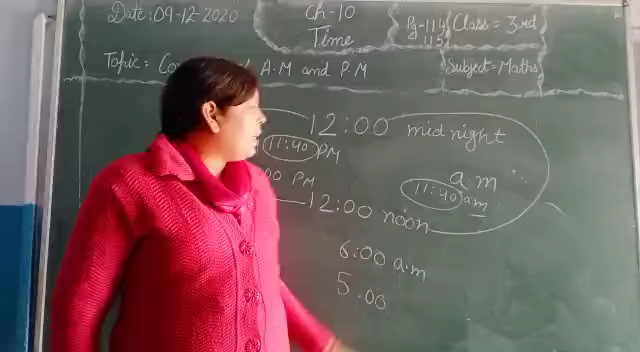 Date: 09-12-2020
Ch-10
Time
Pg-114
115
Class = 3rd
Topic = A.M and P.M
Subject = Maths
12:00 midnight
11:40 PM
a.m
00 PM
11:40 am
12:00 noon
6:00 a.m
5.00